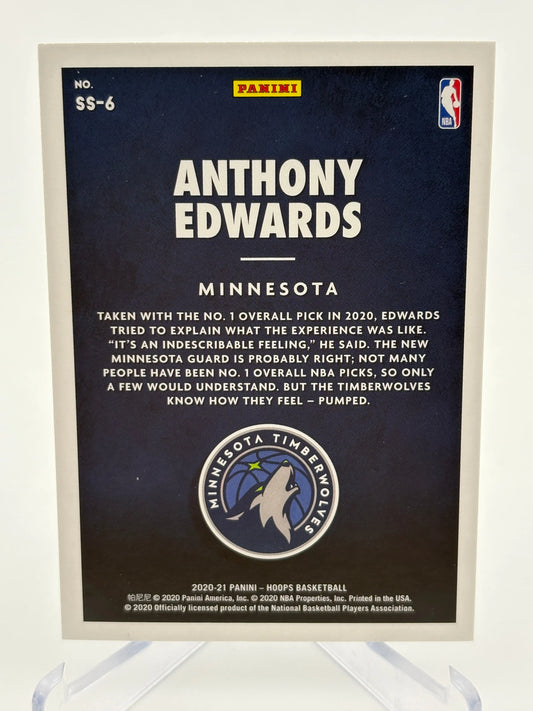 NO.
SS-6
PANINI
NBA
ANTHONY
EDWARDS
MINNESOTA
TAKEN WITH THE NO. 1 OVERALL PICK IN 2020, EDWARDS
TRIED TO EXPLAIN WHAT THE EXPERIENCE WAS LIKE.
“IT’S AN INDESCRIBABLE FEELING,” HE SAID. THE NEW
MINNESOTA GUARD IS PROBABLY RIGHT; NOT MANY
PEOPLE HAVE BEEN NO. 1 OVERALL NBA PICKS, SO ONLY
A FEW WOULD UNDERSTAND. BUT THE TIMBERWOLVES
KNOW HOW THEY FEEL – PUMPED.
MINNESOTA TIMBERWOLVES
2020-21 PANINI – HOOPS BASKETBALL
帕尼尼 © 2020 Panini America, Inc. © 2020 NBA Properties, Inc. Printed in the USA.
© 2020 Officially licensed product of the National Basketball Players Association.